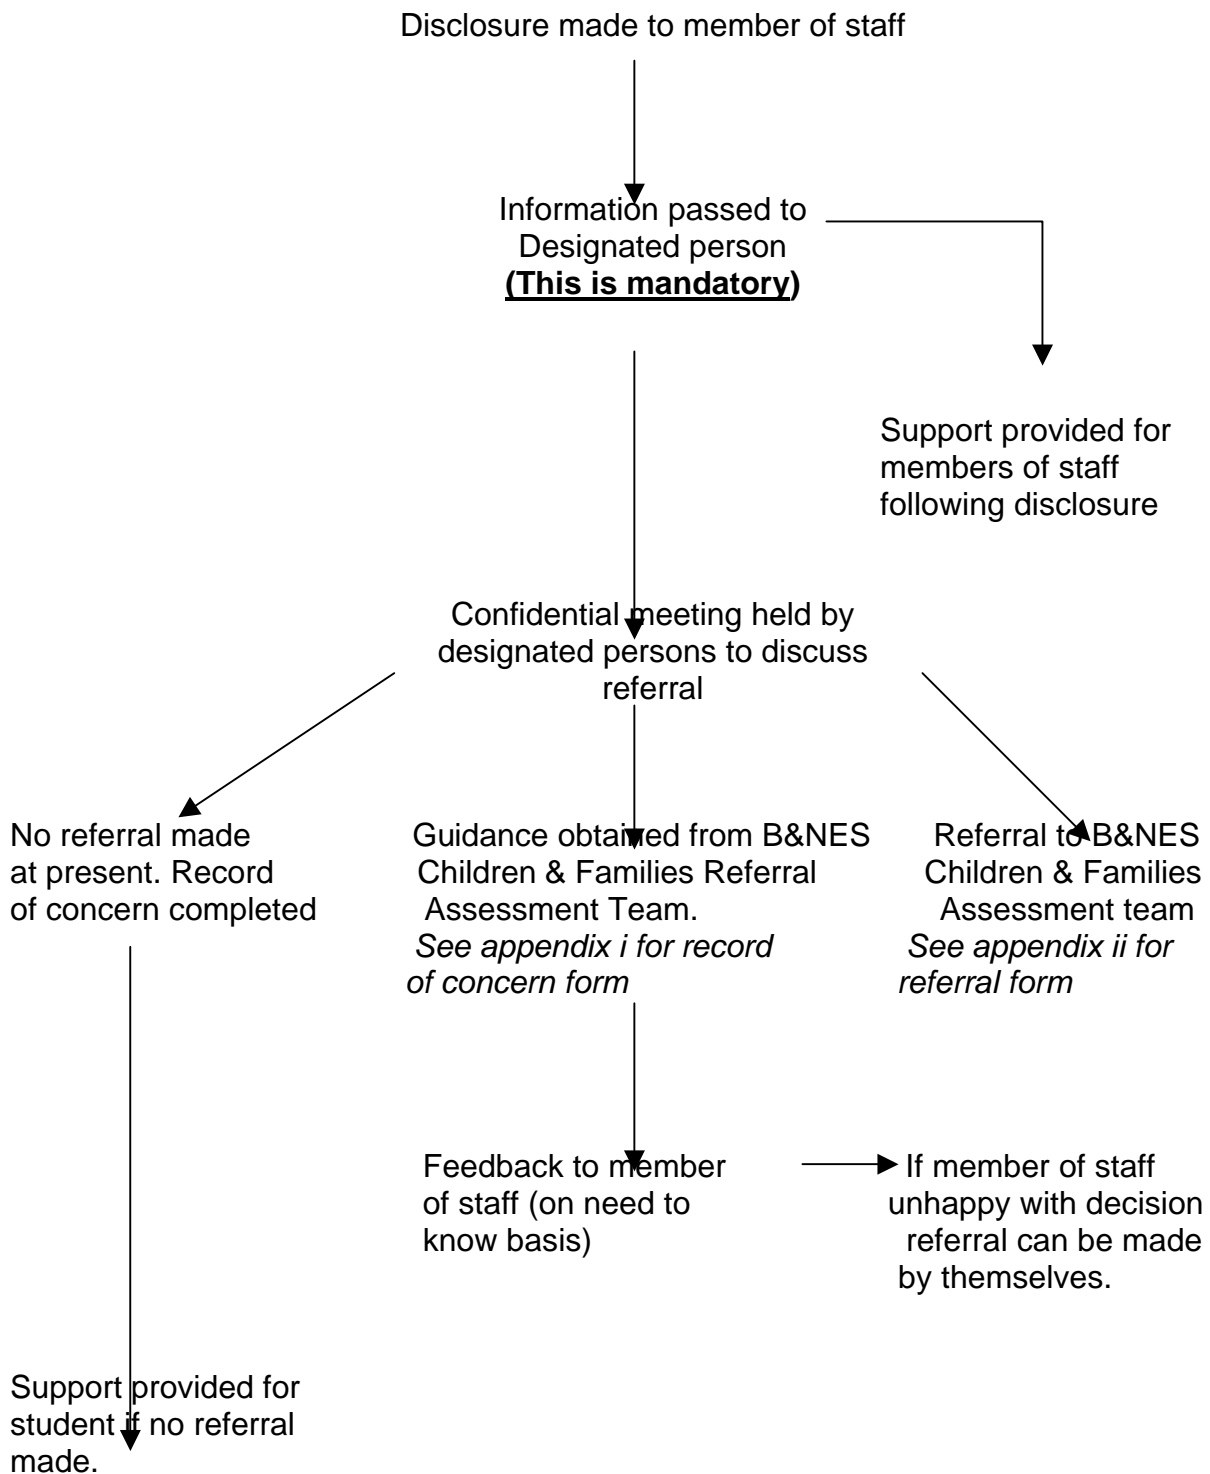 Disclosure made to member of staff
Information passed to
Designated person
(This is mandatory)
Support provided for
members of staff
following disclosure
Confidential meeting held by
designated persons to discuss
referral
No referral made
at present. Record
of concern completed
Guidance obtained from B&NES
Children & Families Referral
Assessment Team.
See appendix i for record
of concern form
Referral to B&NES
Children & Families
Assessment team
See appendix ii for
referral form
Feedback to member
of staff (on need to
know basis)
If member of staff
unhappy with decision
referral can be made
by themselves.
Support provided for
student if no referral
made.